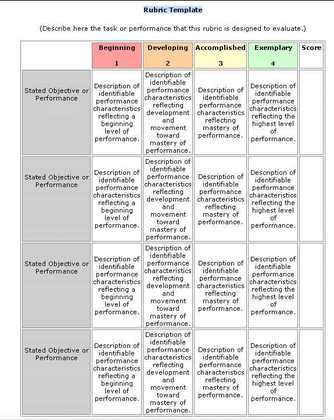 Rubric Template
(Describe here the task or performance that this rubric is designed to evaluate.)
Beginning
1
Developing
2
Accomplished
3
Exemplary
4
Score
Stated Objective or
Performance
Description of
identifiable
performance
characteristics
reflecting a
beginning
level of
performance.
Description of
identifiable
performance
characteristics
reflecting
development
and
movement
toward
mastery of
performance.
Description of
identifiable
performance
characteristics
reflecting
mastery of
performance.
Description of
identifiable
performance
characteristics
reflecting the
highest level
of
performance.
Stated Objective or
Performance
Description of
identifiable
performance
characteristics
reflecting a
beginning
level of
performance.
Description of
identifiable
performance
characteristics
reflecting
development
and
movement
toward
mastery of
performance.
Description of
identifiable
performance
characteristics
reflecting
mastery of
performance.
Description of
identifiable
performance
characteristics
reflecting the
highest level
of
performance.
Stated Objective or
Performance
Description of
identifiable
performance
characteristics
reflecting a
beginning
level of
performance.
Description of
identifiable
performance
characteristics
reflecting
development
and
movement
toward
mastery of
performance.
Description of
identifiable
performance
characteristics
reflecting
mastery of
performance.
Description of
identifiable
performance
characteristics
reflecting the
highest level
of
performance.
Stated Objective or
Performance
Description of
identifiable
performance
characteristics
reflecting a
beginning
level of
performance.
Description of
identifiable
performance
characteristics
reflecting
development
and
movement
toward
mastery of
performance.
Description of
identifiable
performance
characteristics
reflecting
mastery of
performance.
Description of
identifiable
performance
characteristics
reflecting the
highest level
of
performance.